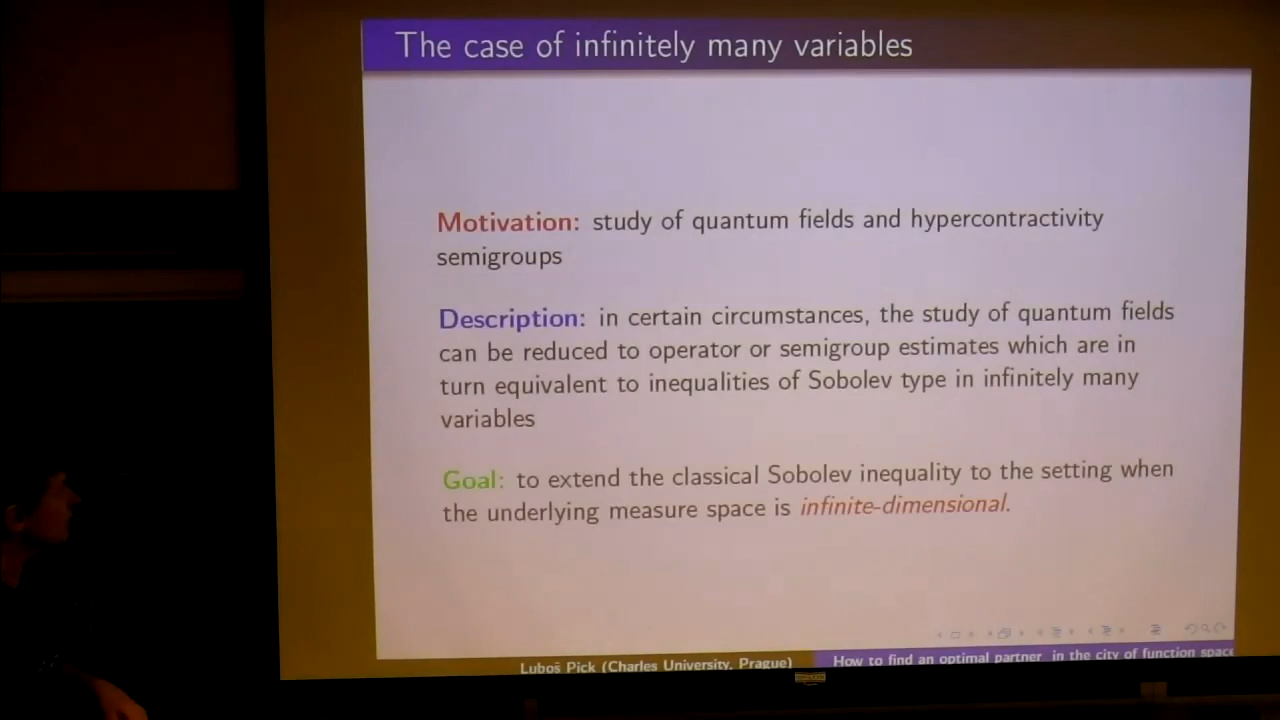 The case of infinitely many variables
Motivation: study of quantum fields and hypercontractivity
semigroups
Description: in certain circumstances, the study of quantum fields
can be reduced to operator or semigroup estimates which are in
turn equivalent to inequalities of Sobolev type in infinitely many
variables
Goal: to extend the classical Sobolev inequality to the setting when
the underlying measure space is infinite-dimensional.
Luboš Pick (Charles University, Prague)
How to find an optimal partner in the city of function space